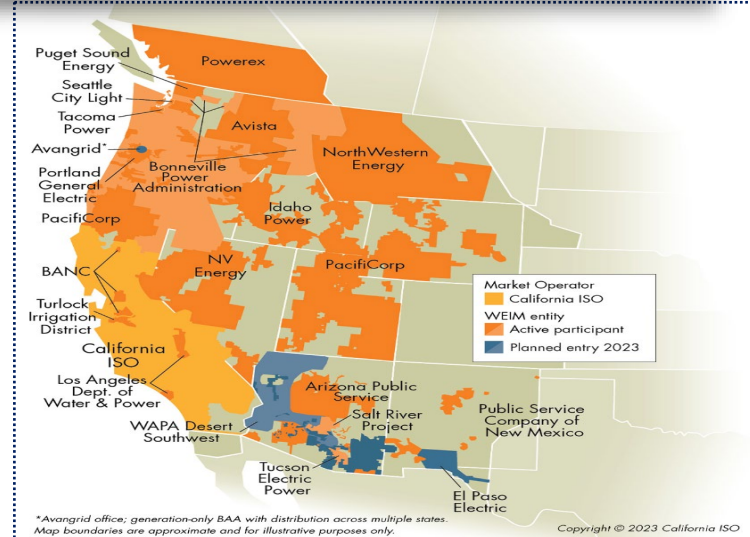 Puget Sound
Energy
Powerex
Seattle
City Light
Tacoma
Power
Avista
Avangrid*
Bonneville
Power
Administration
NorthWestern
Energy
Portland
General
Electric
PacifiCorp
Idaho
Power
BANC
NV
Energy
PacifiCorp
Market Operator
California ISO
WEIM entity
Active participant
Planned entry 2023
Turlock
Irrigation
District
California
ISO
Los Angeles
Dept. of
Water & Power
Arizona Public
Service
Salt River
Project
Public Service
Company of
New Mexico
WAPA Desert
Southwest
Tucson
Electric
Power
El Paso
Electric
*Avangrid office; generation-only BAA with distribution across multiple states.
Map boundaries are approximate and for illustrative purposes only.
Copyright © 2023 California ISO